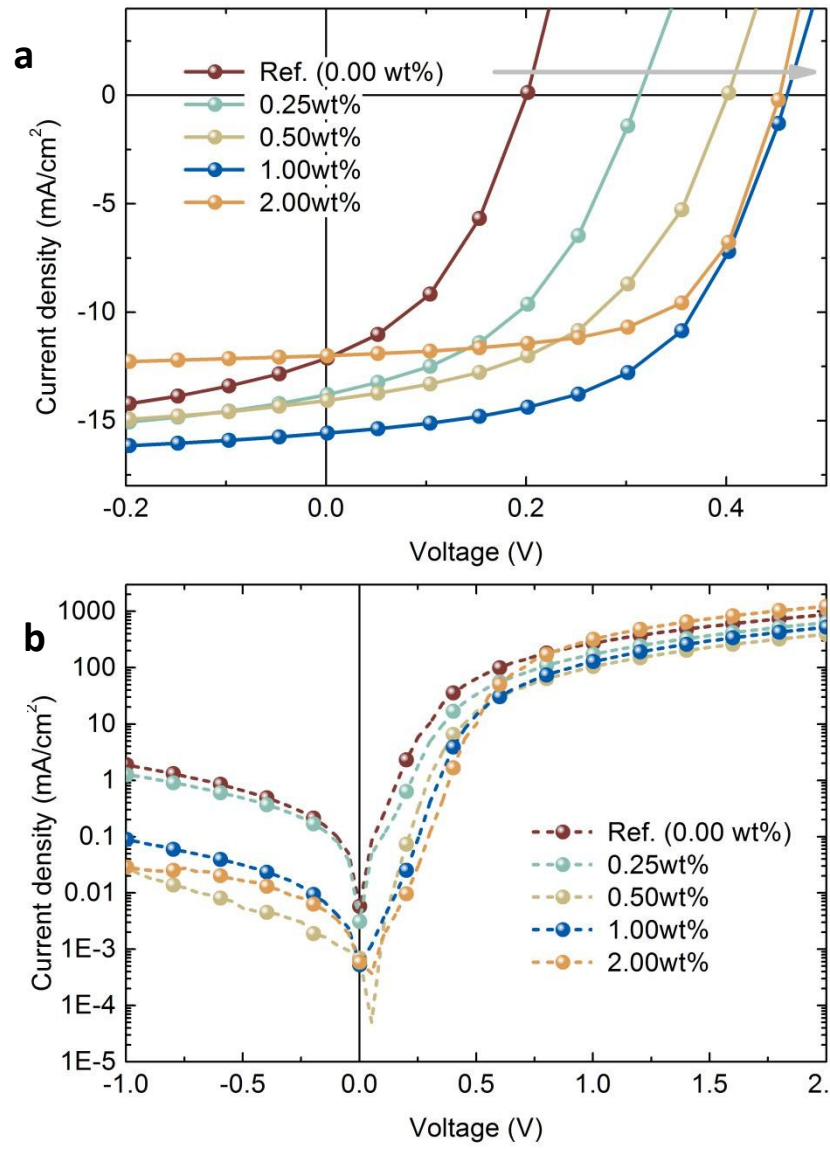 a
Ref. (0.00 wt%)
0.25wt%
0.50wt%
1.00wt%
2.00wt%
0
-5
-10
-15
-0.2 0.0 0.2 0.4
Current density (mA/cm²)
Voltage (V)
b
1000
100
10
1
0.1
0.01
1E-3
1E-4
1E-5
Ref. (0.00 wt%)
0.25wt%
0.50wt%
1.00wt%
2.00wt%
-1.0 -0.5 0.0 0.5 1.0 1.5 2.
Current density (mA/cm²)
Voltage (V)